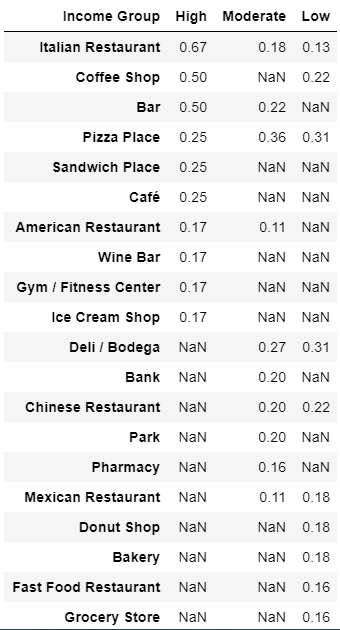 Income Group High Moderate Low
Italian Restaurant 0.67 0.18 0.13
Coffee Shop 0.50 NaN 0.22
Bar 0.50 0.22 NaN
Pizza Place 0.25 0.36 0.31
Sandwich Place 0.25 NaN NaN
Café 0.25 NaN NaN
American Restaurant 0.17 0.11 NaN
Wine Bar 0.17 NaN NaN
Gym / Fitness Center 0.17 NaN NaN
Ice Cream Shop 0.17 NaN NaN
Deli / Bodega NaN 0.27 0.31
Bank NaN 0.20 NaN
Chinese Restaurant NaN 0.20 0.22
Park NaN 0.20 NaN
Pharmacy NaN 0.16 NaN
Mexican Restaurant NaN 0.11 0.18
Donut Shop NaN NaN 0.18
Bakery NaN NaN 0.18
Fast Food Restaurant NaN NaN 0.16
Grocery Store NaN NaN 0.16